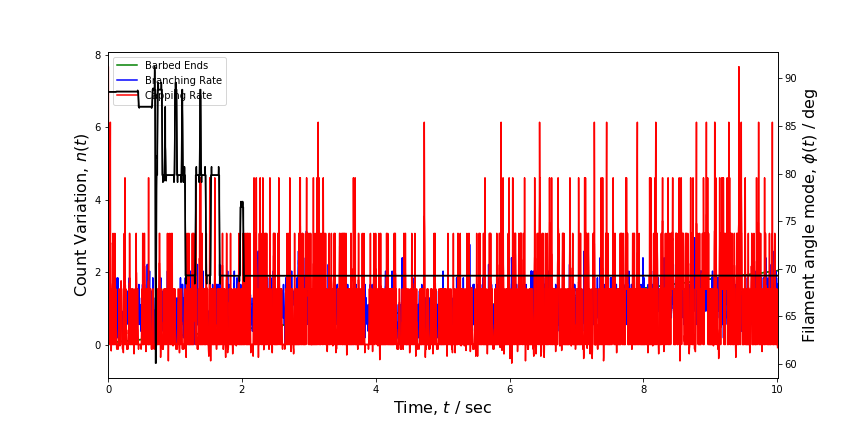 Barbed Ends
Branching Rate
Capping Rate
Count Variation, n(t)
8
6
4
2
0
90
85
80
75
70
65
60
Filament angle mode, ϕ(t) / deg
0 2 4 6 8 10
Time, t / sec